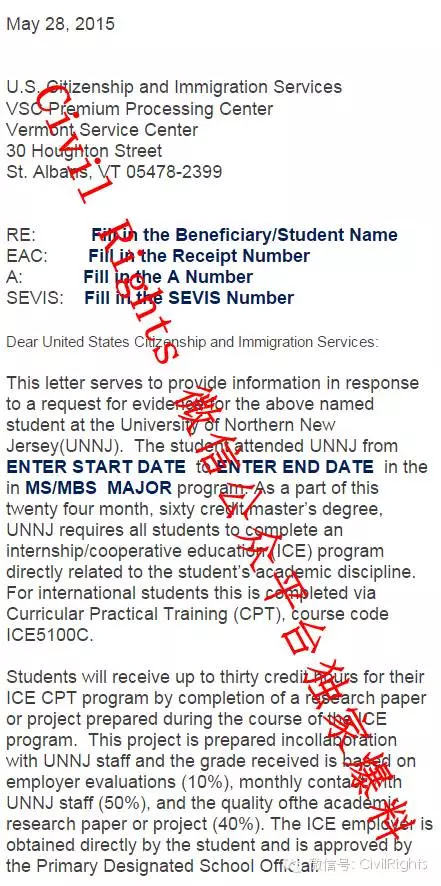 May 28, 2015
U.S. Citizenship and Immigration Services
VSC Premium Processing Center
Vermont Service Center
30 Houghton Street
St. Albans, VT 05478-2399
RE: Fill in the Beneficiary/Student Name
EAC: Fill in the Receipt Number
A: Fill in the A Number
SEVIS: Fill in the SEVIS Number
Dear United States Citizenship and Immigration Services:
This letter serves to provide information in response
to a request for evidence for the above named
student at the University of Northern New
Jersey(UNNJ). The student attended UNNJ from
ENTER START DATE to ENTER END DATE in the
in MS/MBS MAJOR program. As a part of this
twenty four month, sixty credit master's degree,
UNNJ requires all students to complete an
internship/cooperative education (ICE) program
directly related to the student's academic discipline.
For international students this is completed via
Curricular Practical Training (CPT), course code
ICE5100C.
Students will receive up to thirty credit hours for their
ICE CPT program by completion of a research paper
or project prepared during the course of the ICE
program. This project is prepared incollaboration
with UNNJ staff and the grade received is based on
employer evaluations (10%), monthly contact with
UNNJ staff (50%), and the quality ofthe academic
research paper or project (40%). The ICE employer is
obtained directly by the student and is approved by
the Primary Designated School Official.
Civil Rights 微信公众平台独家爆料
微信号: CivilRights